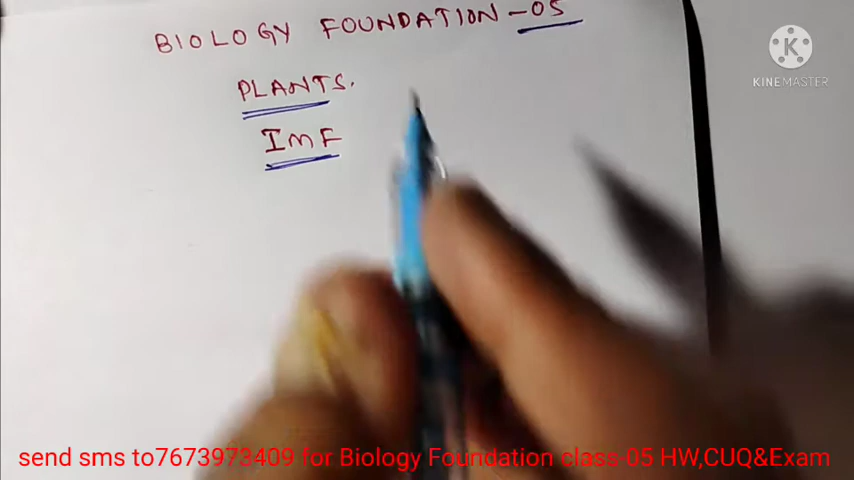 BIOLOGY FOUNDATION-05
PLANTS.
IMF
KINEMASTER
send sms to7673973409 for Biology Foundation class-05 HW,CUQ&Exam